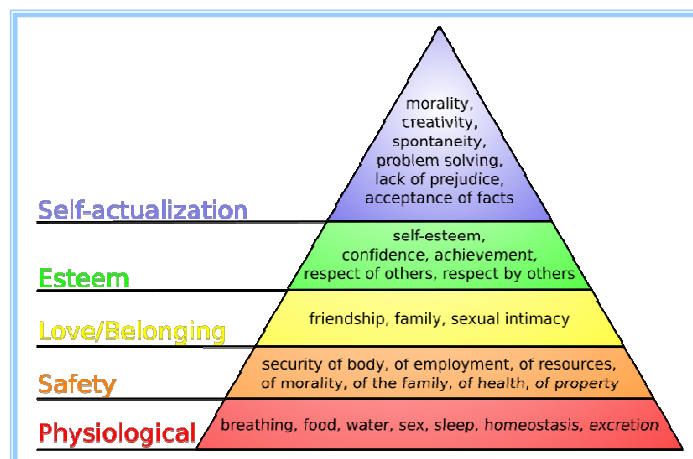 morality,
creativity,
spontaneity,
problem solving,
lack of prejudice,
acceptance of facts
Self-actualization
self-esteem,
confidence, achievement,
respect of others, respect by others
Esteem
friendship, family, sexual intimacy
Love/Belonging
security of body, of employment, of resources,
of morality, of the family, of health, of property
Safety
breathing, food, water, sex, sleep, homeostasis, excretion
Physiological